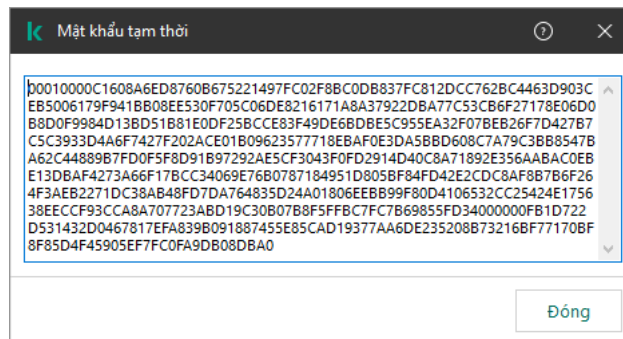 Mật khẩu tạm thời
00010000C1608A6ED8760B675221497FC02F8BC0DB837FC812DCC762BC4463D903C
EB5006179F941BB08EE530F705C06DE8216171A8A37922DBA77C53CB6F27178E06D0
B8D0F9984D13BD51B81E0DF25BCCE83F49DE6BDBE5C955EA32F07BEB26F7D427B7
C5C3933D4A6F7427F202ACE01B09623577718EBAF0E3DA5BBD608C7A79C3BB8547B
A62C44889B7FD0F5F8D91B97292AE5CF3043F0FD2914D40C8A71892E356AABAC0EB
E13DBAF4273A66F17BCC34069E76B0787184951D805BF84FD42E2CDC8AF8B7B6F26
4F3AEB2271DC38AB48FD7DA764835D24A01806EEBB99F80D4106532CC25424E1756
38EECCF93CCA8A707723ABD19C30B07B8F5FFBC7FC7B69855FD34000000FB1D722
D531432D0467817EFA839B091887455E85CAD19377AA6DE235208B73216BF77170BF
8F85D4F45905EF7FC0FA9DB08DBA0
Đóng